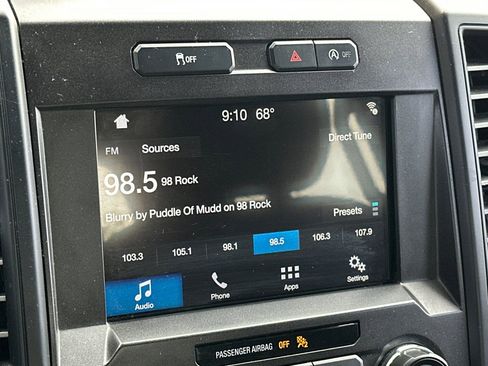 OFF
A OFF
9:10 68°
FM Sources
Direct Tune
98.5 98 Rock
Blurry by Puddle Of Mudd on 98 Rock
Presets
103.3 105.1 98.1 98.5 106.3 107.9
Audio Phone Apps Settings
PASSENGER AIRBAG OFF